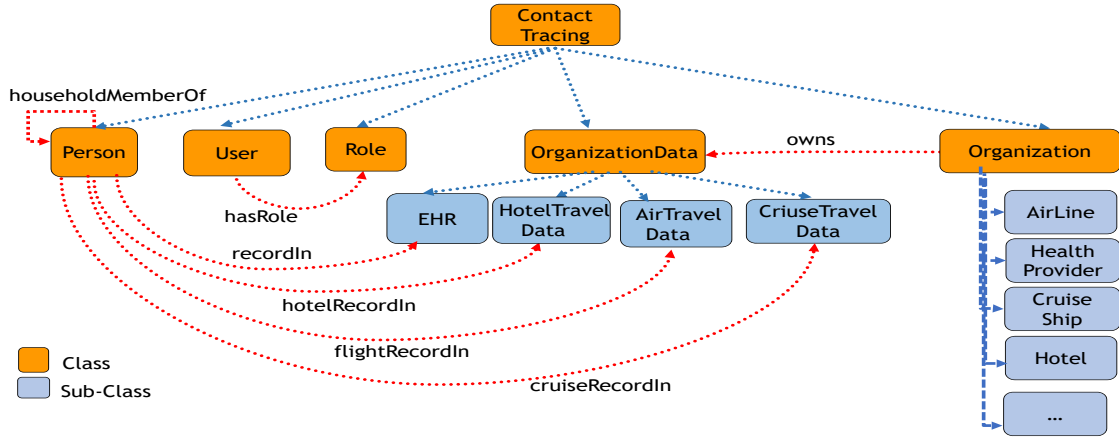 Contact
Tracing
householdMemberOf
Person
User
Role
OrganizationData
owns
Organization
hasRole
EHR
HotelTravel
Data
AirTravel
Data
CriuseTravel
Data
AirLine
recordIn
Health
Provider
hotelRecordIn
Cruise
Ship
flightRecordIn
Hotel
Class
cruiseRecordIn
Sub-Class
...